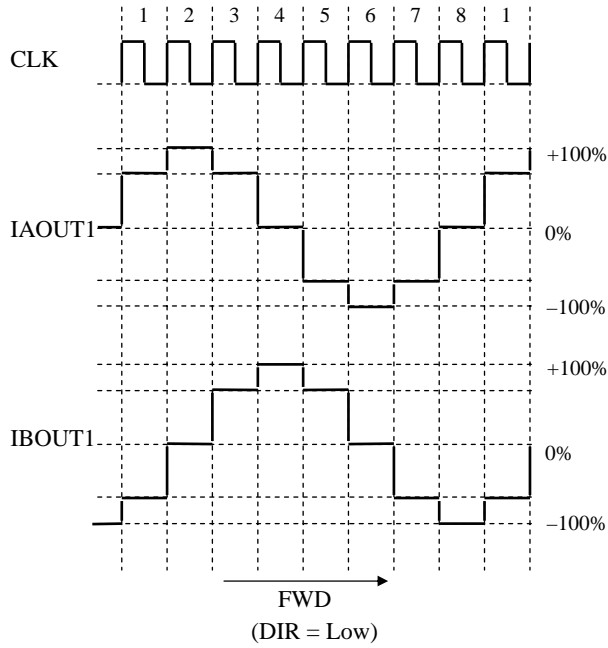 1 2 3 4 5 6 7 8 1
CLK
+100%
IAOUT1
0%
–100%
+100%
IBOUT1
0%
–100%
FWD
(DIR = Low)